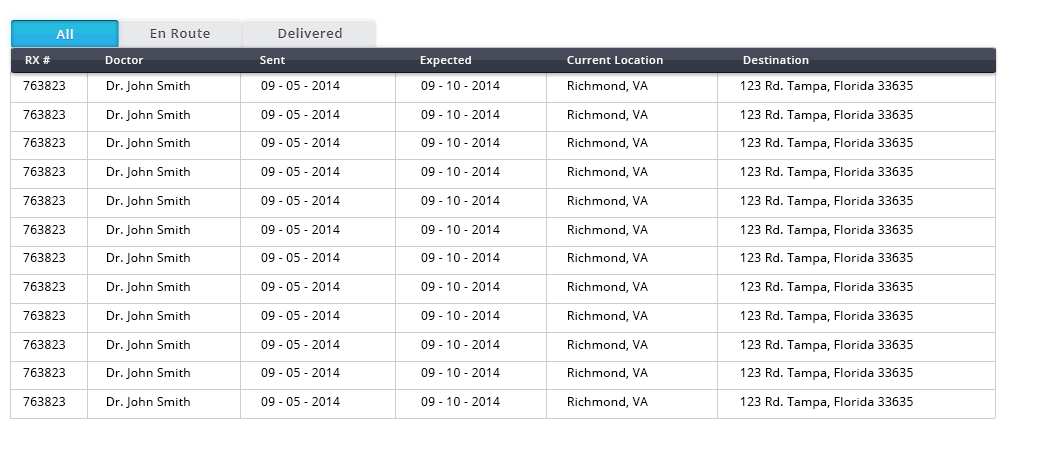 All En Route Delivered
RX # Doctor Sent Expected Current Location Destination
763823 Dr. John Smith 09 - 05 - 2014 09 - 10 - 2014 Richmond, VA 123 Rd. Tampa, Florida 33635
763823 Dr. John Smith 09 - 05 - 2014 09 - 10 - 2014 Richmond, VA 123 Rd. Tampa, Florida 33635
763823 Dr. John Smith 09 - 05 - 2014 09 - 10 - 2014 Richmond, VA 123 Rd. Tampa, Florida 33635
763823 Dr. John Smith 09 - 05 - 2014 09 - 10 - 2014 Richmond, VA 123 Rd. Tampa, Florida 33635
763823 Dr. John Smith 09 - 05 - 2014 09 - 10 - 2014 Richmond, VA 123 Rd. Tampa, Florida 33635
763823 Dr. John Smith 09 - 05 - 2014 09 - 10 - 2014 Richmond, VA 123 Rd. Tampa, Florida 33635
763823 Dr. John Smith 09 - 05 - 2014 09 - 10 - 2014 Richmond, VA 123 Rd. Tampa, Florida 33635
763823 Dr. John Smith 09 - 05 - 2014 09 - 10 - 2014 Richmond, VA 123 Rd. Tampa, Florida 33635
763823 Dr. John Smith 09 - 05 - 2014 09 - 10 - 2014 Richmond, VA 123 Rd. Tampa, Florida 33635
763823 Dr. John Smith 09 - 05 - 2014 09 - 10 - 2014 Richmond, VA 123 Rd. Tampa, Florida 33635
763823 Dr. John Smith 09 - 05 - 2014 09 - 10 - 2014 Richmond, VA 123 Rd. Tampa, Florida 33635
763823 Dr. John Smith 09 - 05 - 2014 09 - 10 - 2014 Richmond, VA 123 Rd. Tampa, Florida 33635